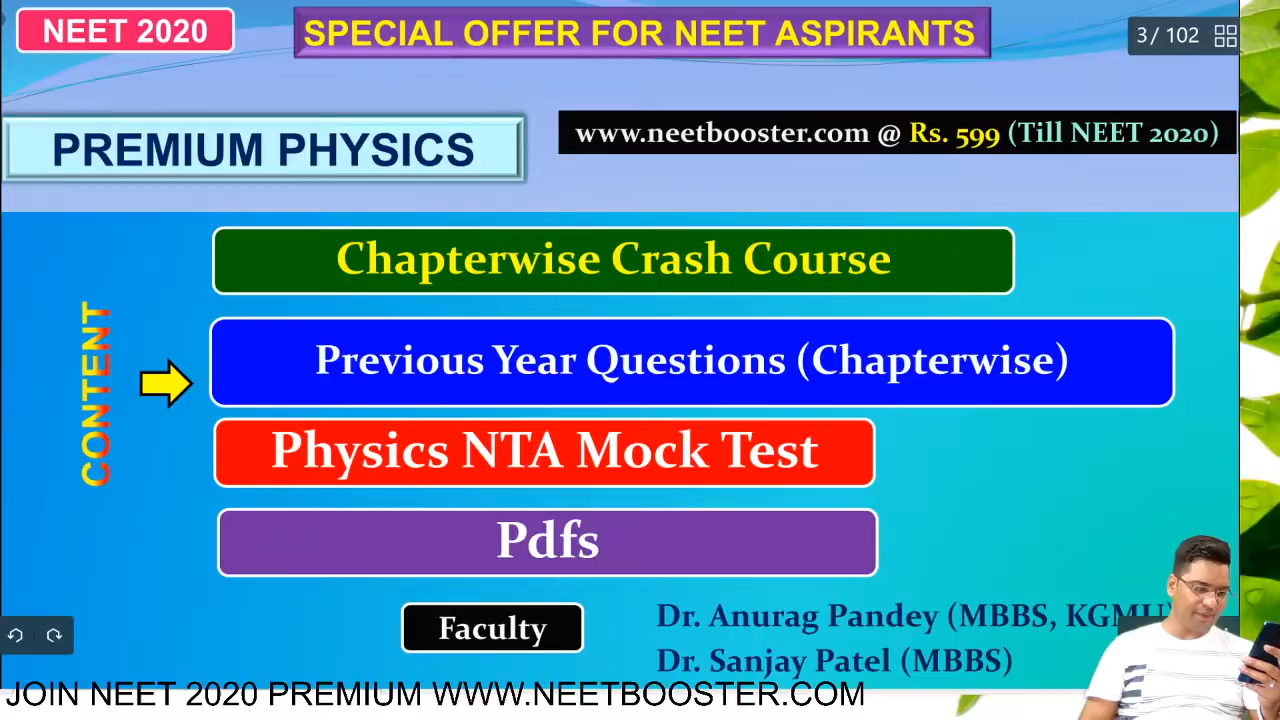 NEET 2020
SPECIAL OFFER FOR NEET ASPIRANTS
3 / 102
PREMIUM PHYSICS
www.neetbooster.com @ Rs. 599 (Till NEET 2020)
CONTENT
Chapterwise Crash Course
Previous Year Questions (Chapterwise)
Physics NTA Mock Test
Pdfs
Faculty
Dr. Anurag Pandey (MBBS, KGMU)
Dr. Sanjay Patel (MBBS)
JOIN NEET 2020 PREMIUM WWW.NEETBOOSTER.COM